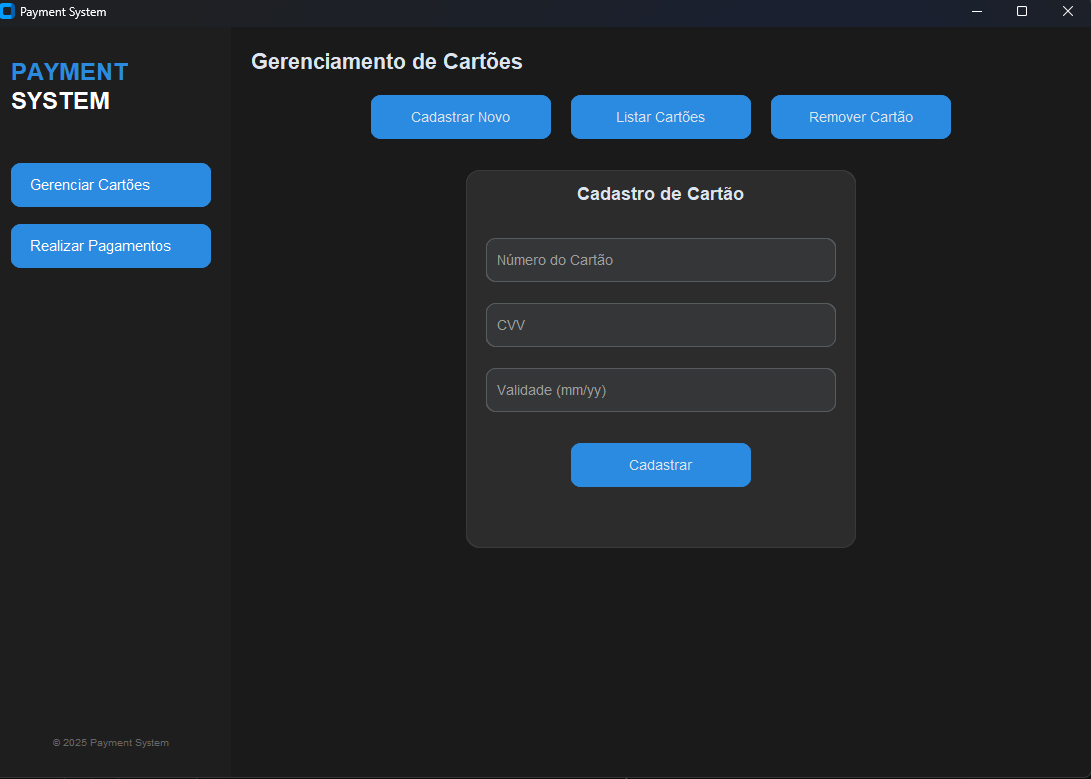 Payment System
PAYMENT
SYSTEM
Gerenciar Cartões
Realizar Pagamentos
© 2025 Payment System
Gerenciamento de Cartões
Cadastrar Novo
Listar Cartões
Remover Cartão
Cadastro de Cartão
Número do Cartão
CVV
Validade (mm/yy)
Cadastrar